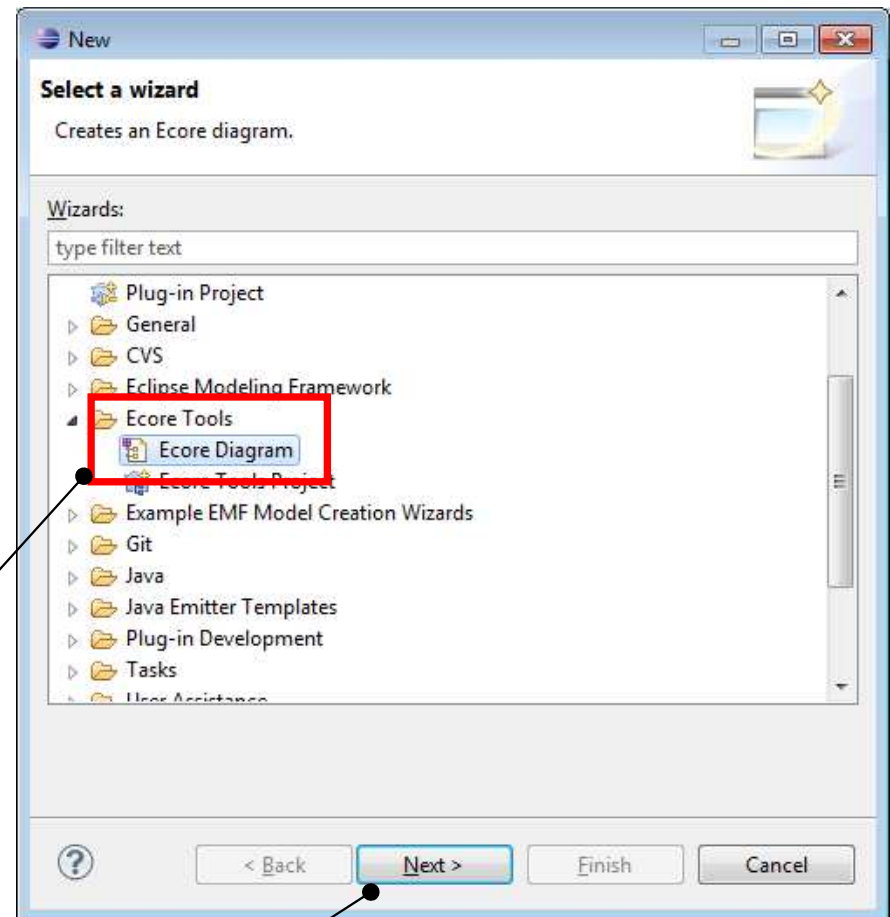 New
Select a wizard
Creates an Ecore diagram.
Wizards:
type filter text
Plug-in Project
General
CVS
Eclipse Modeling Framework
Ecore Tools
Ecore Diagram
Ecore Tools Project
Example EMF Model Creation Wizards
Git
Java
Java Emitter Templates
Plug-in Development
Tasks
User Assistance
?
< Back
Next >
Finish
Cancel